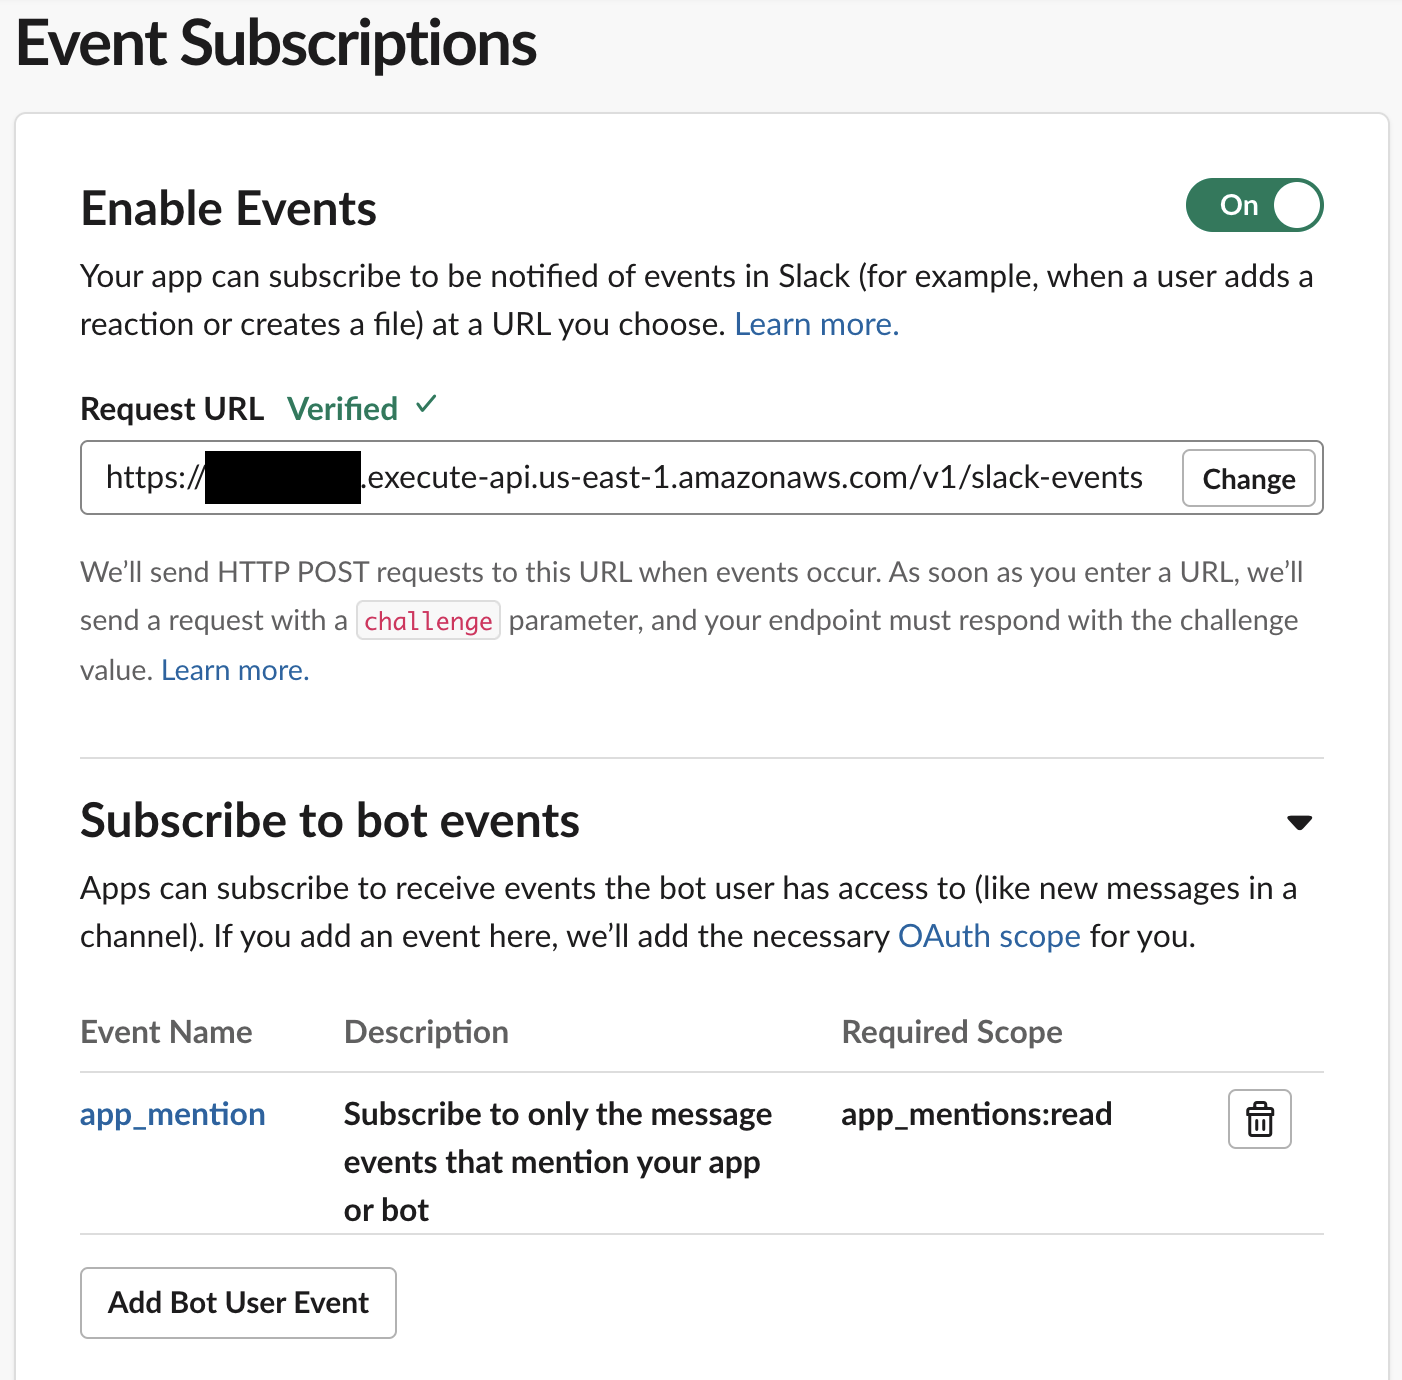 Event Subscriptions
Enable Events
On
Your app can subscribe to be notified of events in Slack (for example, when a user adds a
reaction or creates a file) at a URL you choose. Learn more.
Request URL Verified ✓
https:// .execute-api.us-east-1.amazonaws.com/v1/slack-events Change
We’ll send HTTP POST requests to this URL when events occur. As soon as you enter a URL, we’ll
send a request with a challenge parameter, and your endpoint must respond with the challenge
value. Learn more.
Subscribe to bot events
Apps can subscribe to receive events the bot user has access to (like new messages in a
channel). If you add an event here, we’ll add the necessary OAuth scope for you.
Event Name Description Required Scope
app_mention Subscribe to only the message app_mentions:read
events that mention your app
or bot
Add Bot User Event